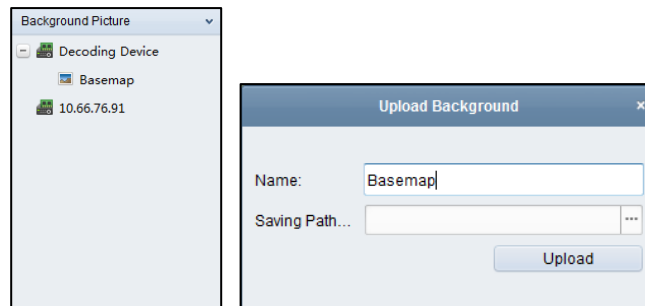 Background Picture
Decoding Device
Basemap
10.66.76.91
Upload Background
Name:
Basemap
Saving Path...
Upload